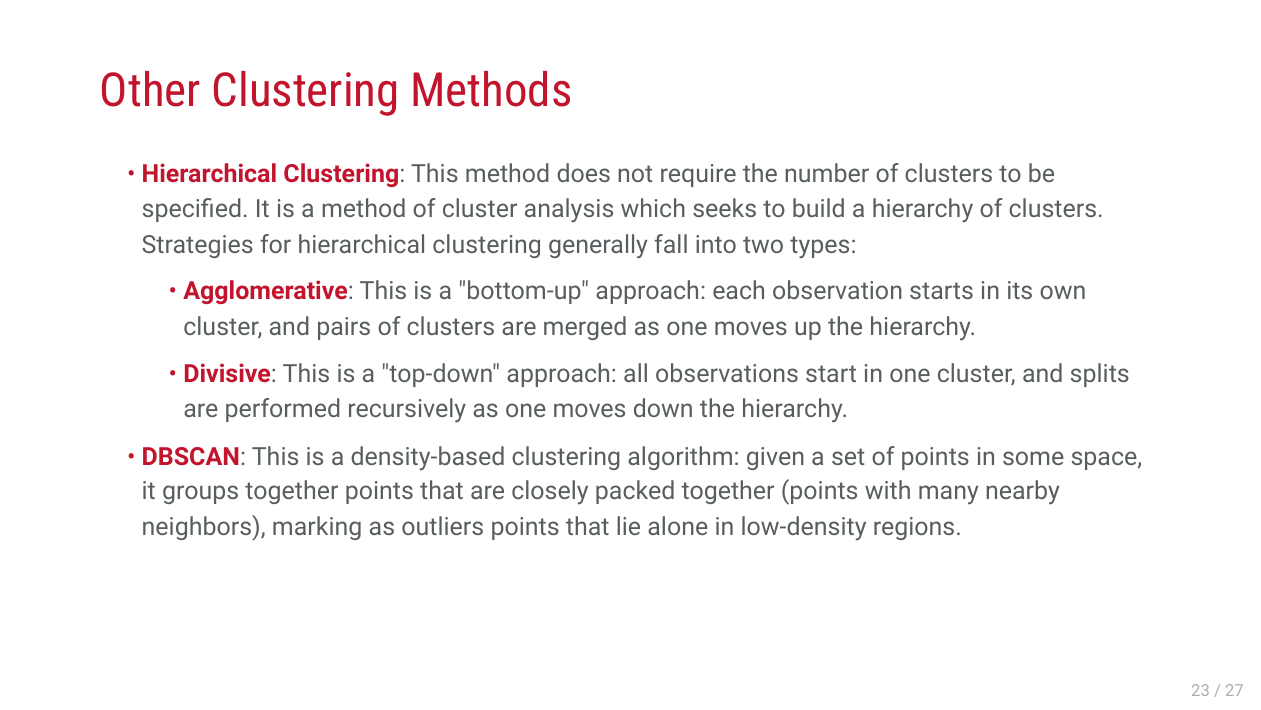 Other Clustering Methods
• Hierarchical Clustering: This method does not require the number of clusters to be
specified. It is a method of cluster analysis which seeks to build a hierarchy of clusters.
Strategies for hierarchical clustering generally fall into two types:
• Agglomerative: This is a "bottom-up" approach: each observation starts in its own
cluster, and pairs of clusters are merged as one moves up the hierarchy.
• Divisive: This is a "top-down" approach: all observations start in one cluster, and splits
are performed recursively as one moves down the hierarchy.
• DBSCAN: This is a density-based clustering algorithm: given a set of points in some space,
it groups together points that are closely packed together (points with many nearby
neighbors), marking as outliers points that lie alone in low-density regions.
23 / 27